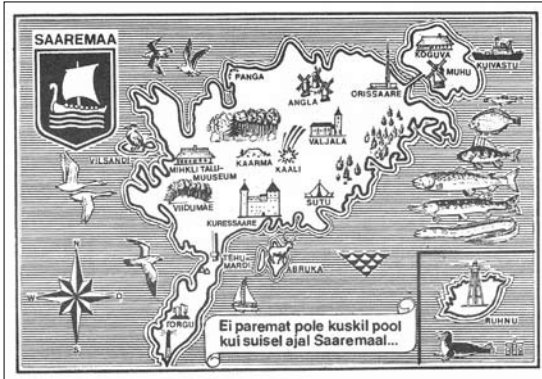 SAAREMAA
KOGUVA
MUHU
KUIVASTU
PANGA
ANGLA
ORISSAARE
VALJALA
VILSANDI
MIHKLI TALU-
MUUSEUM
KAARMA
KAALI
VIIDUMÄE
KURESSAARE
SUTU
TEHU-
MARDI
ABRUKA
N
W
O
S
TORGU
RUHNU
Ei paremat pole kuskil pool
kui suisel ajal Saaremaal...